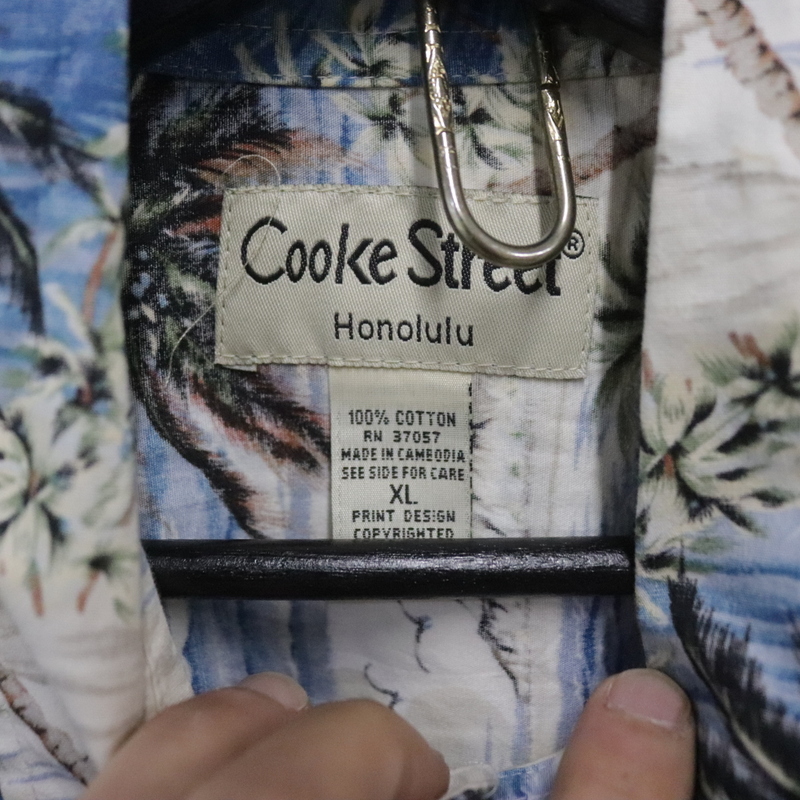 Cooke Street®
Honolulu
100% COTTON
RN 37057
MADE IN CAMBODIA
SEE SIDE FOR CARE
XL
PRINT DESIGN
COPYRIGHTED